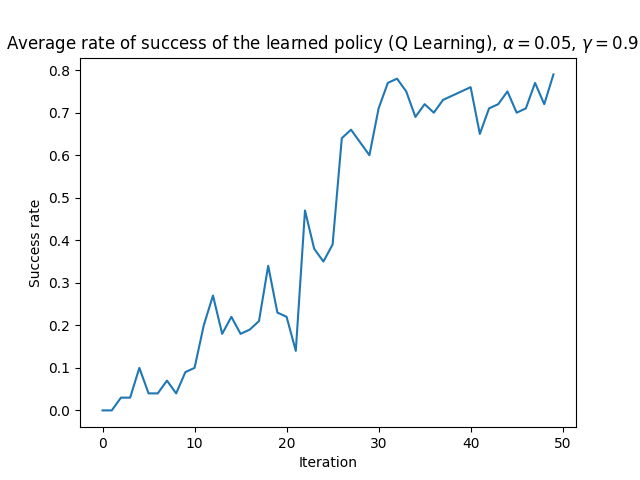 Average rate of success of the learned policy (Q Learning), α = 0.05, γ = 0.9
0.8
0.7
0.6
0.5
0.4
0.3
0.2
0.1
0.0
Success rate
0 10 20 30 40 50
Iteration